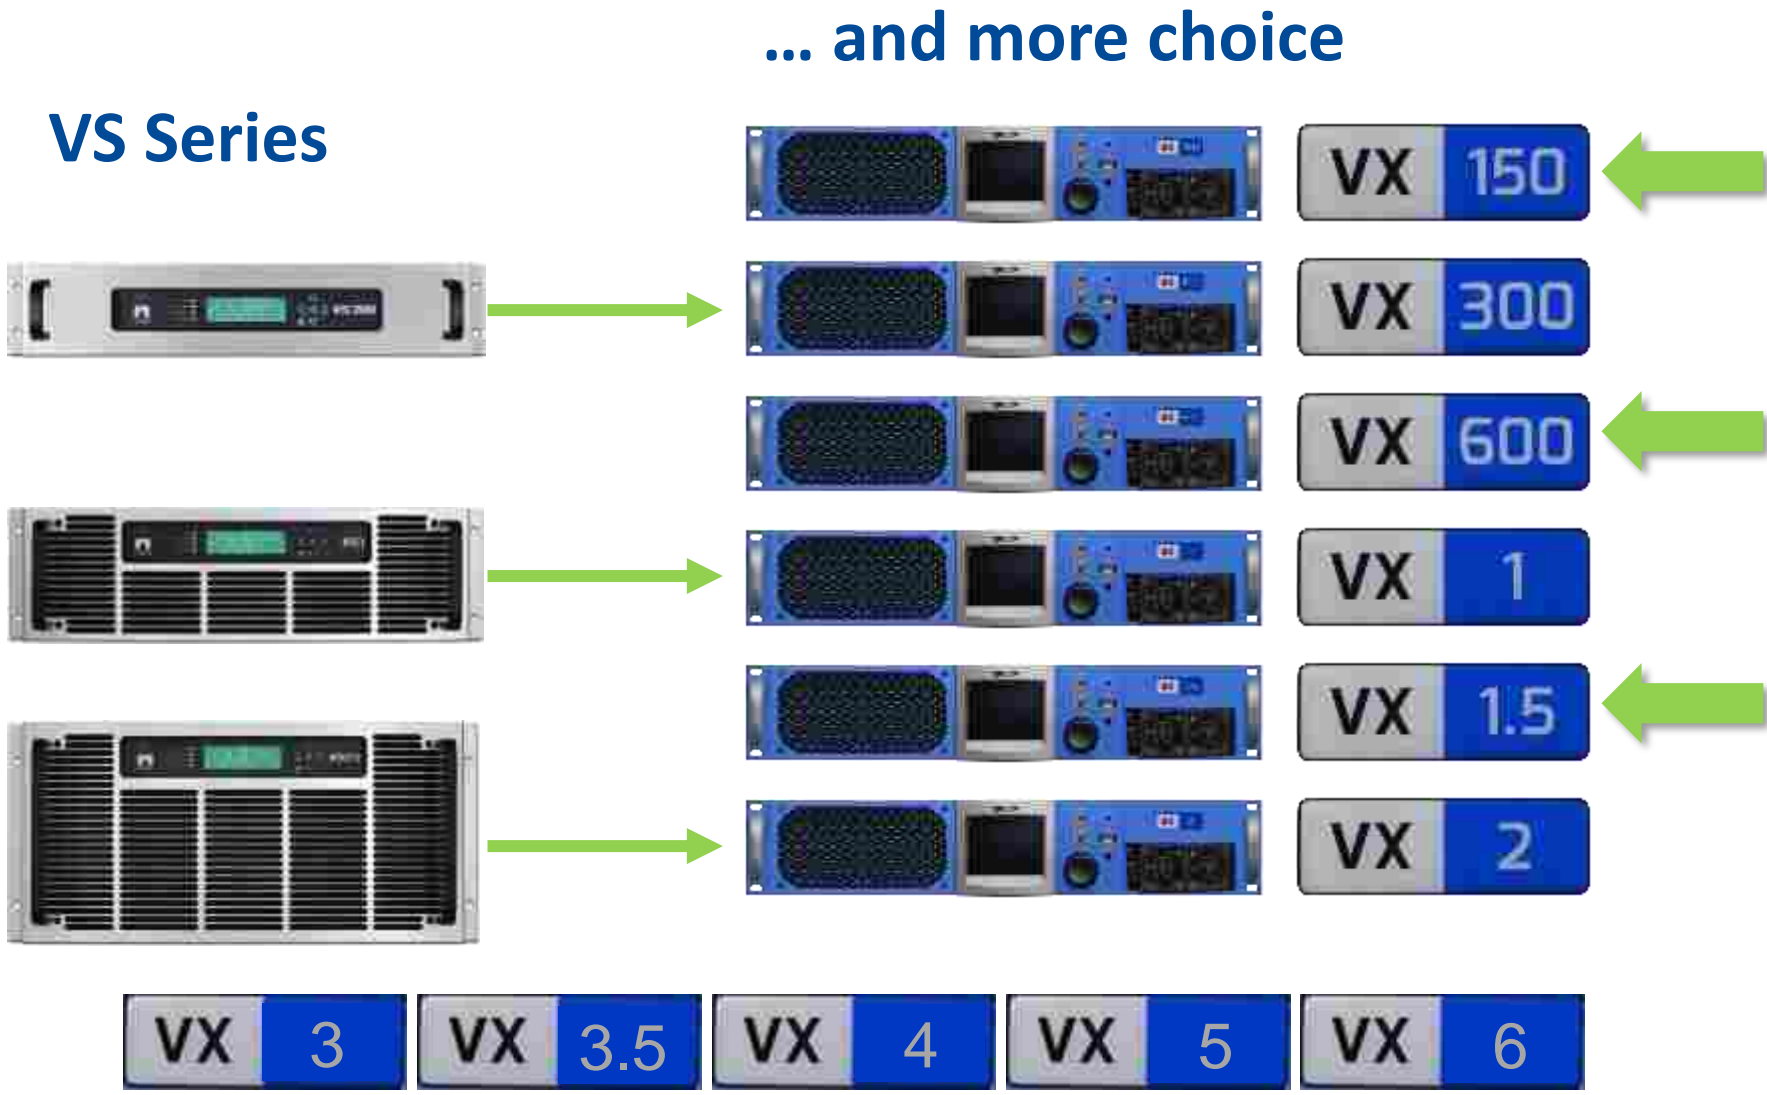 … and more choice
VS Series
VX 150
VX 300
VX 600
VX 1
VX 1.5
VX 2
VX 3
VX 3.5
VX 4
VX 5
VX 6